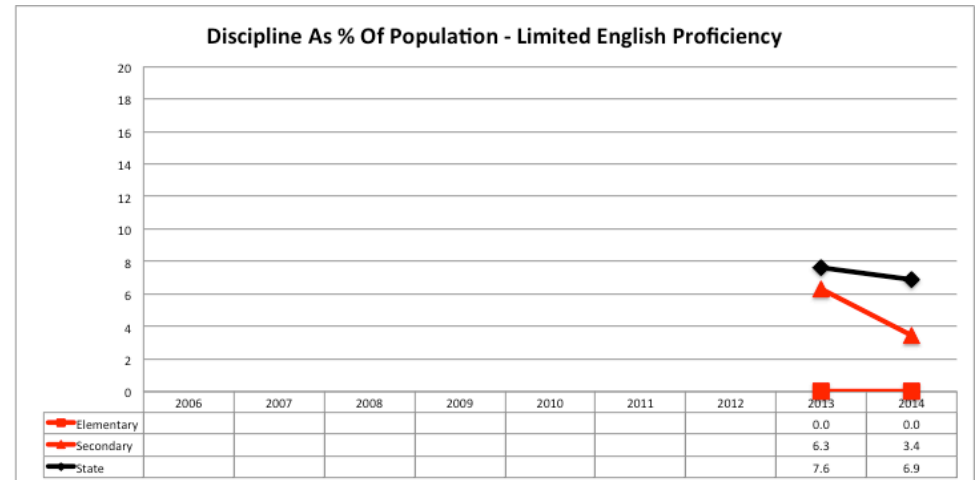 Discipline As % Of Population - Limited English Proficiency
20
18
16
14
12
10
8
6
4
2
0
2006 2007 2008 2009 2010 2011 2012 2013 2014
Elementary 0.0 0.0
Secondary 6.3 3.4
State 7.6 6.9